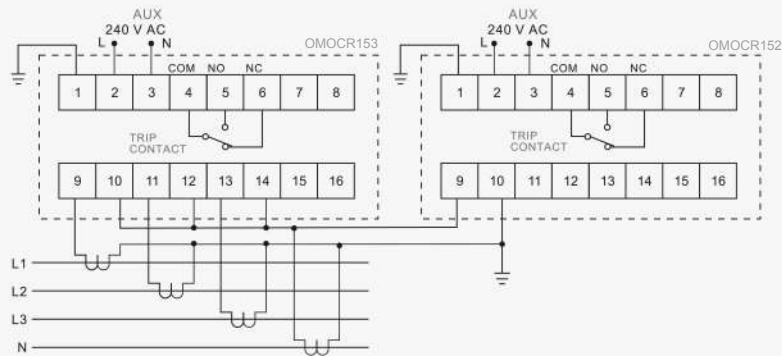 AUX AUX
240 V AC 240 V AC
L N L N
OMOCR153 OMOCR152
COM NO NC COM NO NC
1 2 3 4 5 6 7 8 1 2 3 4 5 6 7 8
TRIP CONTACT TRIP CONTACT
9 10 11 12 13 14 15 16 9 10 11 12 13 14 15 16
L1
L2
L3
N